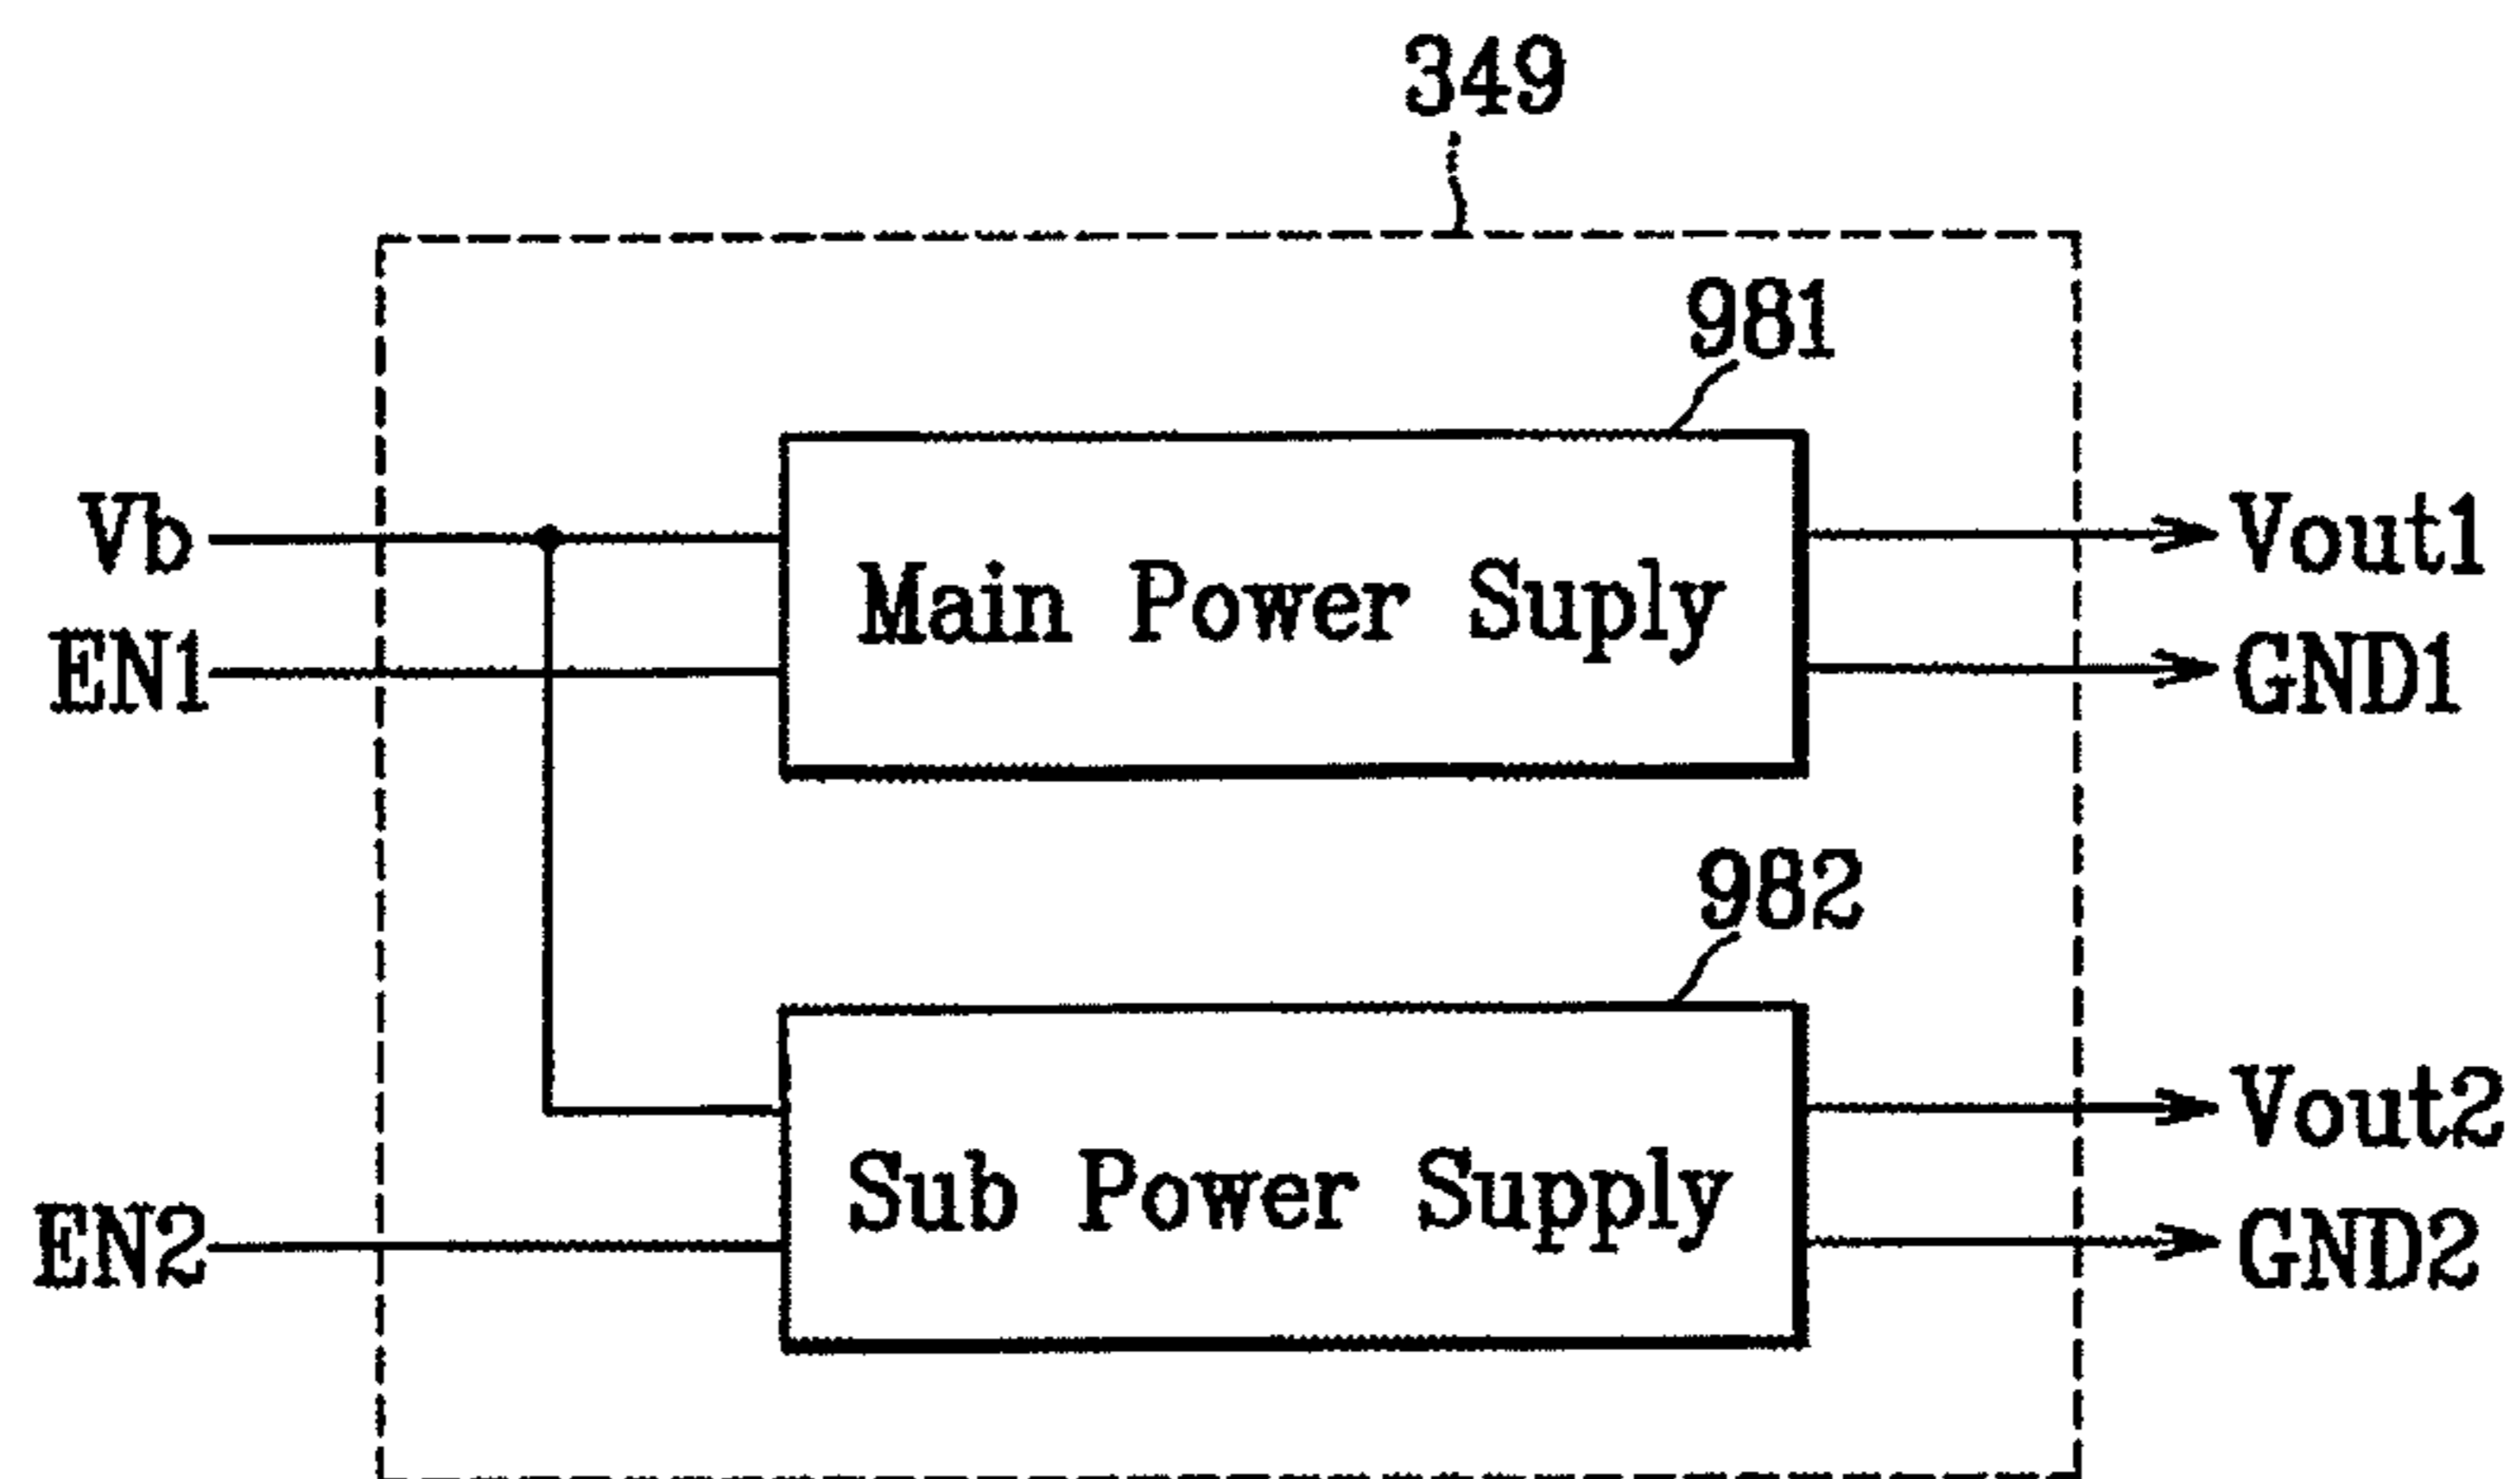 349
981
Vb
EN1
Main Power Suply
Vout1
GND1
982
EN2
Sub Power Supply
Vout2
GND2